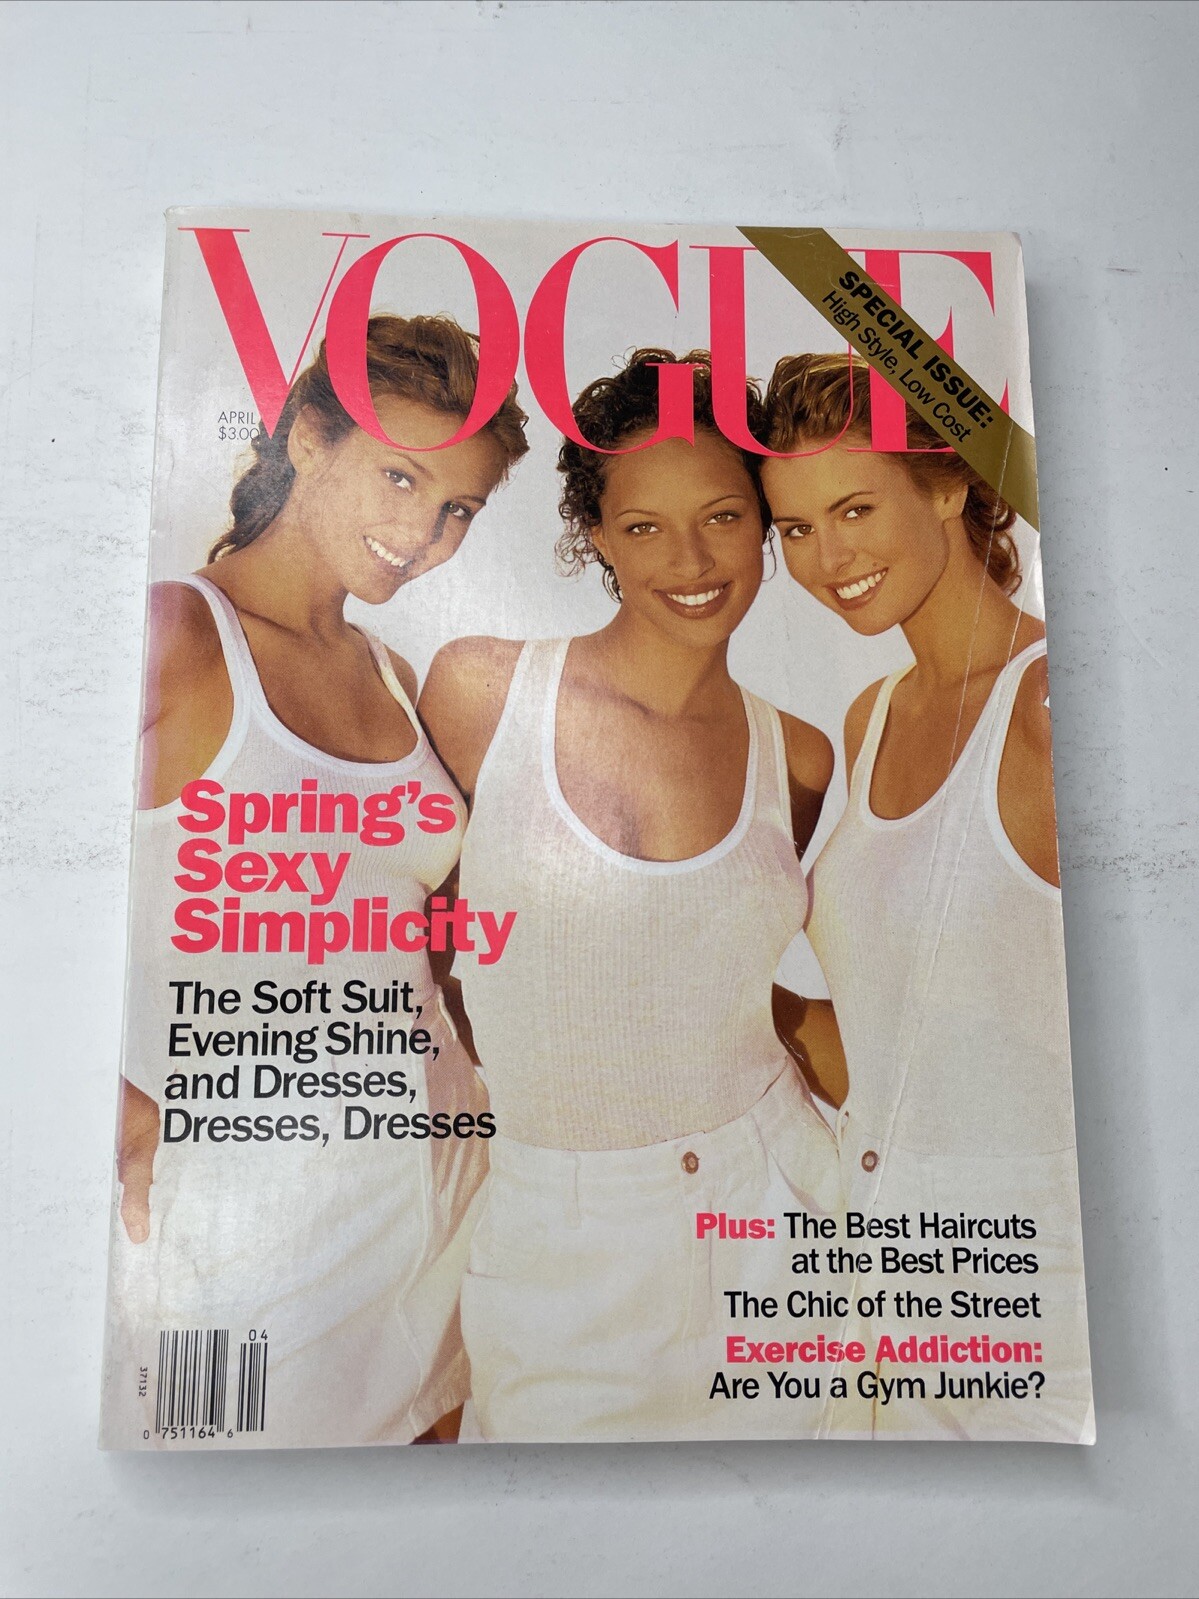 VOGUE
SPECIAL ISSUE:
High Style, Low Cost
APRIL
$3.00
Spring's
Sexy
Simplicity
The Soft Suit,
Evening Shine,
and Dresses,
Dresses, Dresses
Plus: The Best Haircuts
at the Best Prices
The Chic of the Street
Exercise Addiction:
Are You a Gym Junkie?
04
37132
0 751164 6